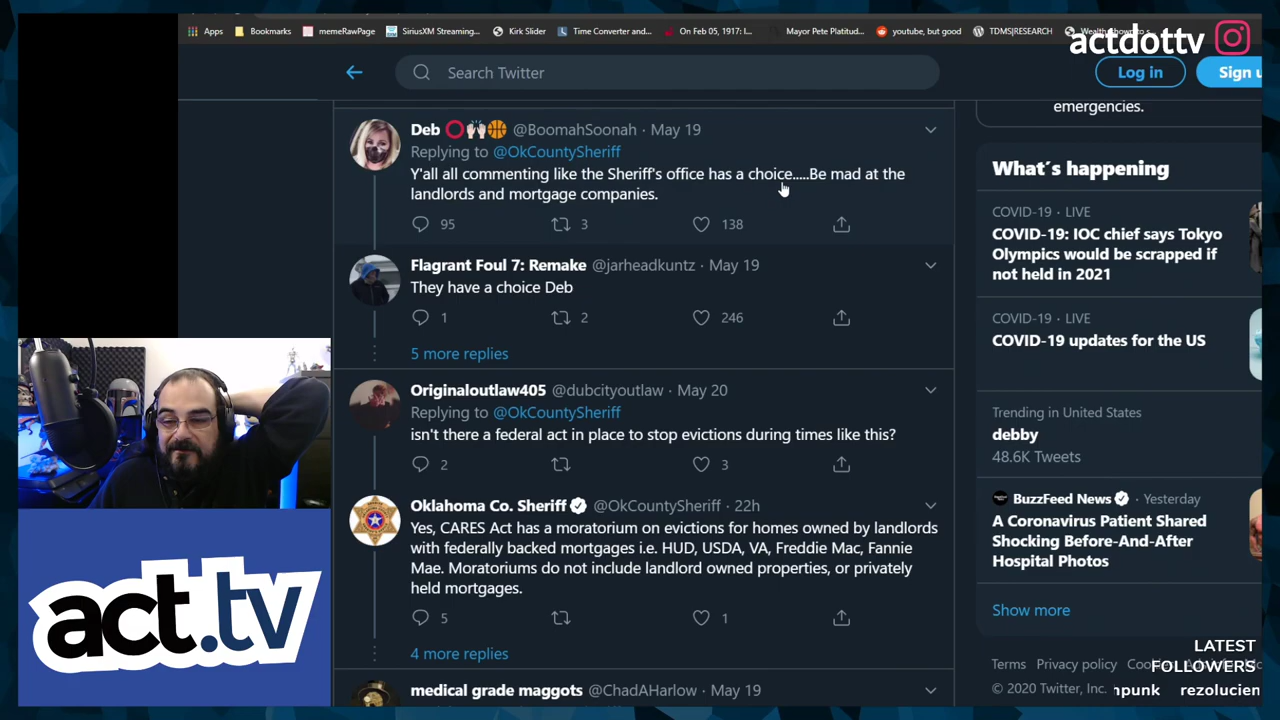 Apps
Bookmarks
memeRawPage
SiriusXM Streaming...
Kirk Slider
Time Converter and...
On Feb 05, 1917: I...
Mayor Pete Platitud...
youtube, but good
TDMS|RESEARCH
actdottv
Search Twitter
Log in
Sign u
emergencies.
Deb @BoomahSoonah · May 19
Replying to @OkCountySheriff
Y'all all commenting like the Sheriff's office has a choice.....Be mad at the
landlords and mortgage companies.
95 3 138
Flagrant Foul 7: Remake @jarheadkuntz · May 19
They have a choice Deb
1 2 246
5 more replies
Originaloutlaw405 @dubcityoutlaw · May 20
Replying to @OkCountySheriff
isn't there a federal act in place to stop evictions during times like this?
2 3
Oklahoma Co. Sheriff @OkCountySheriff · 22h
Yes, CARES Act has a moratorium on evictions for homes owned by landlords
with federally backed mortgages i.e. HUD, USDA, VA, Freddie Mac, Fannie
Mae. Moratoriums do not include landlord owned properties, or privately
held mortgages.
5 1
4 more replies
medical grade maggots @ChadAHarlow · May 19
What's happening
COVID-19 · LIVE
COVID-19: IOC chief says Tokyo
Olympics would be scrapped if
not held in 2021
COVID-19 · LIVE
COVID-19 updates for the US
Trending in United States
debby
48.6K Tweets
BuzzFeed News · Yesterday
A Coronavirus Patient Shared
Shocking Before-And-After
Hospital Photos
Show more
Terms Privacy policy
© 2020 Twitter, Inc.
LATEST
FOLLOWERS
hpunk rezolucien
act.tv